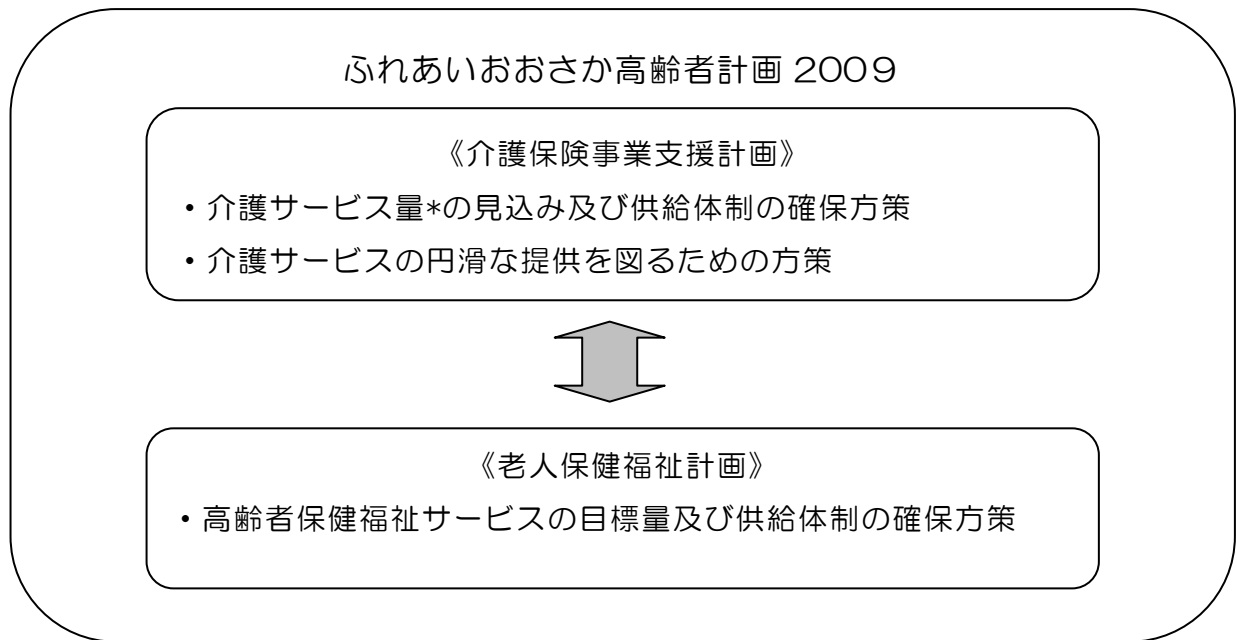 ふれあいおおさか高齢者計画 2009
《介護保険事業支援計画》
・介護サービス量*の見込み及び供給体制の確保方策
・介護サービスの円滑な提供を図るための方策
《老人保健福祉計画》
・高齢者保健福祉サービスの目標量及び供給体制の確保方策